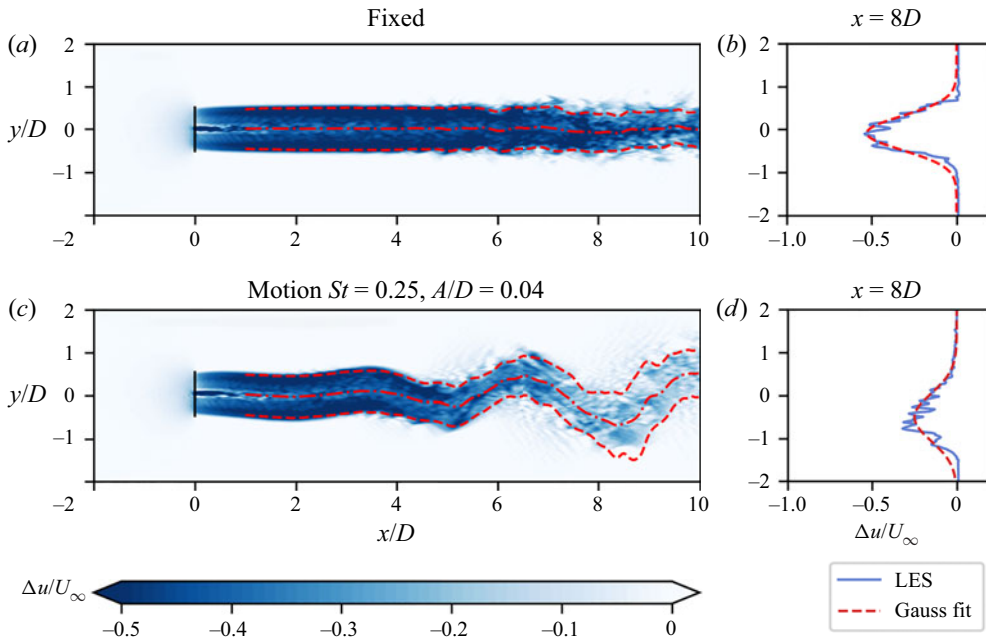 Fixed
x = 8D
(a)
2
1
y/D
0
−1
−2
0
2
4
6
8
10
(b)
2
1
0
−1
−2
−1.0
−0.5
0
Motion St = 0.25, A/D = 0.04
x = 8D
(c)
2
1
y/D
0
−1
−2
0
2
4
6
8
10
x/D
(d)
2
1
0
−1
2
−1.0
−0.5
0
Δu/U∞
Δu/U∞
−0.5
−0.4
−0.3
−0.2
−0.1
0
LES
Gauss fit